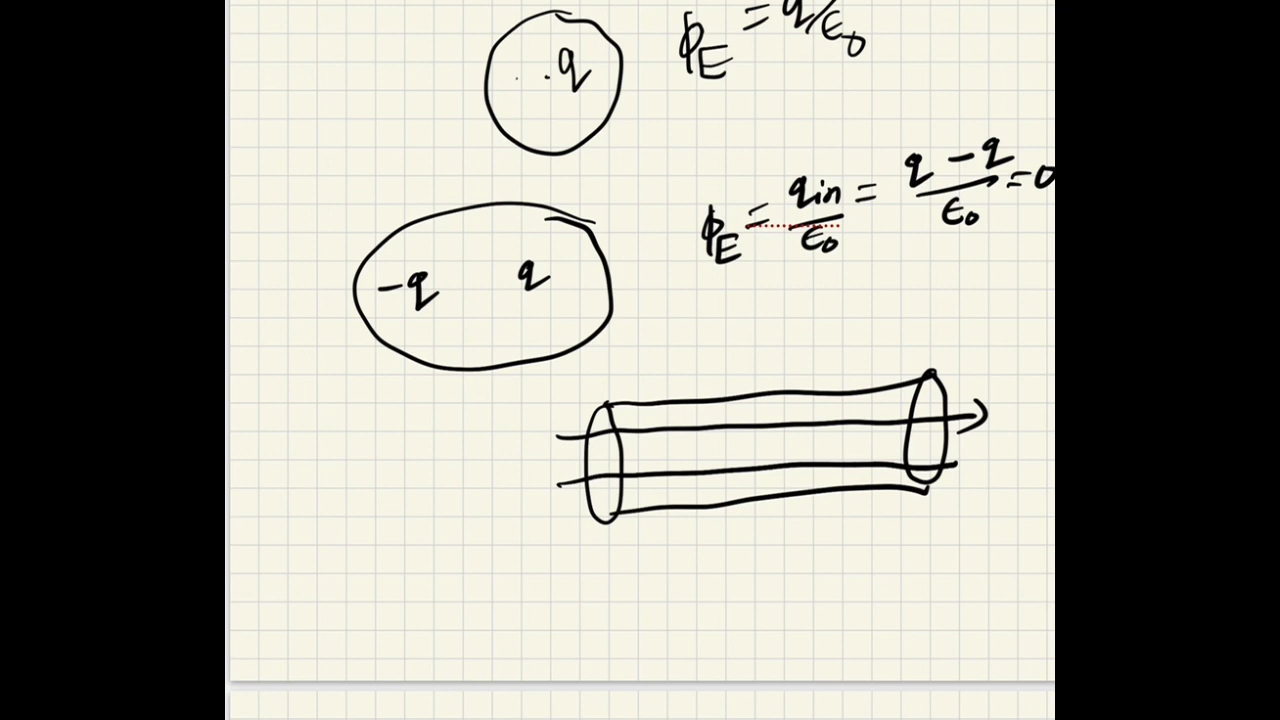 q ϕE = q/ϵ0
ϕE = qin/ϵ0 = q - q/ϵ0 = 0
-q q